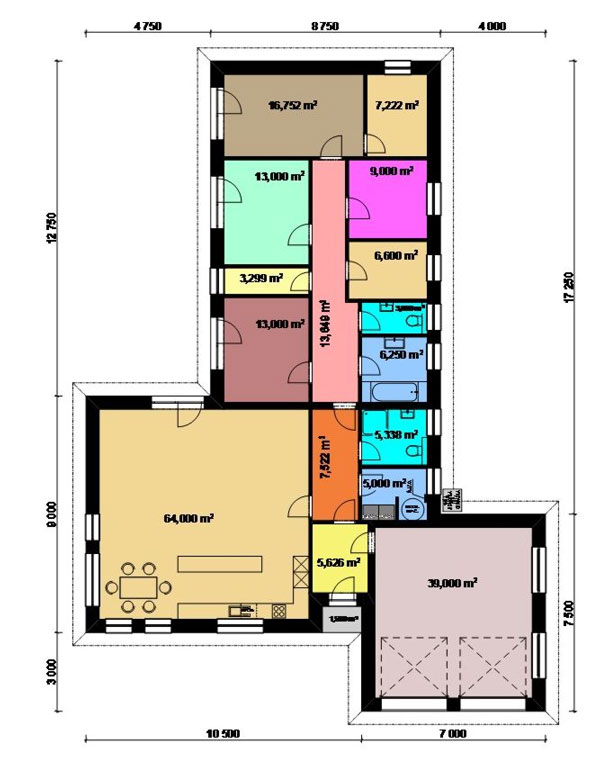 4 750
8 750
4 000
16,752 m²
7,222 m²
13,000 m²
9,000 m²
12 750
6,600 m²
3,299 m²
17 250
13,649 m²
13,000 m²
6,250 m²
7,522 m²
5,338 m²
5,000 m²
9 000
64,000 m²
5,626 m²
39,000 m²
7 500
3 000
10 500
7 000